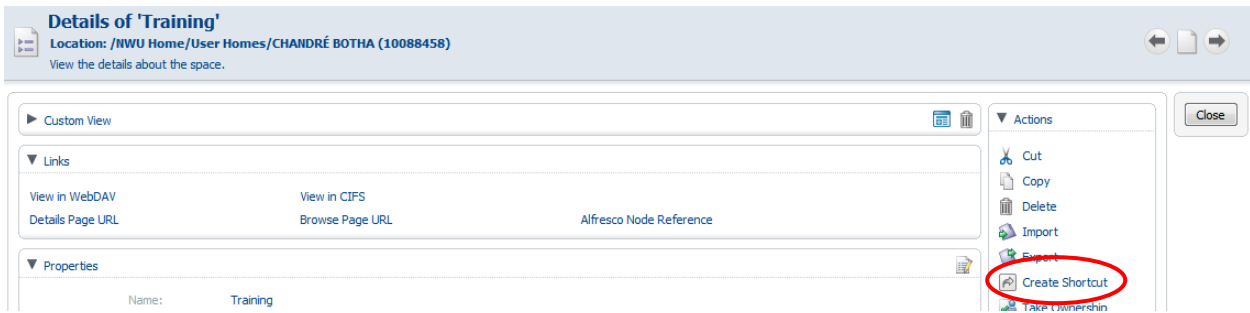 Details of 'Training'
Location: /NWU Home/User Homes/CHANDRÉ BOTHA (10088458)
View the details about the space.
Custom View
Links
View in WebDAV View in CIFS
Details Page URL Browse Page URL Alfresco Node Reference
Properties
Name: Training
Actions
Cut
Copy
Delete
Import
Export
Create Shortcut
Take Ownership
Close